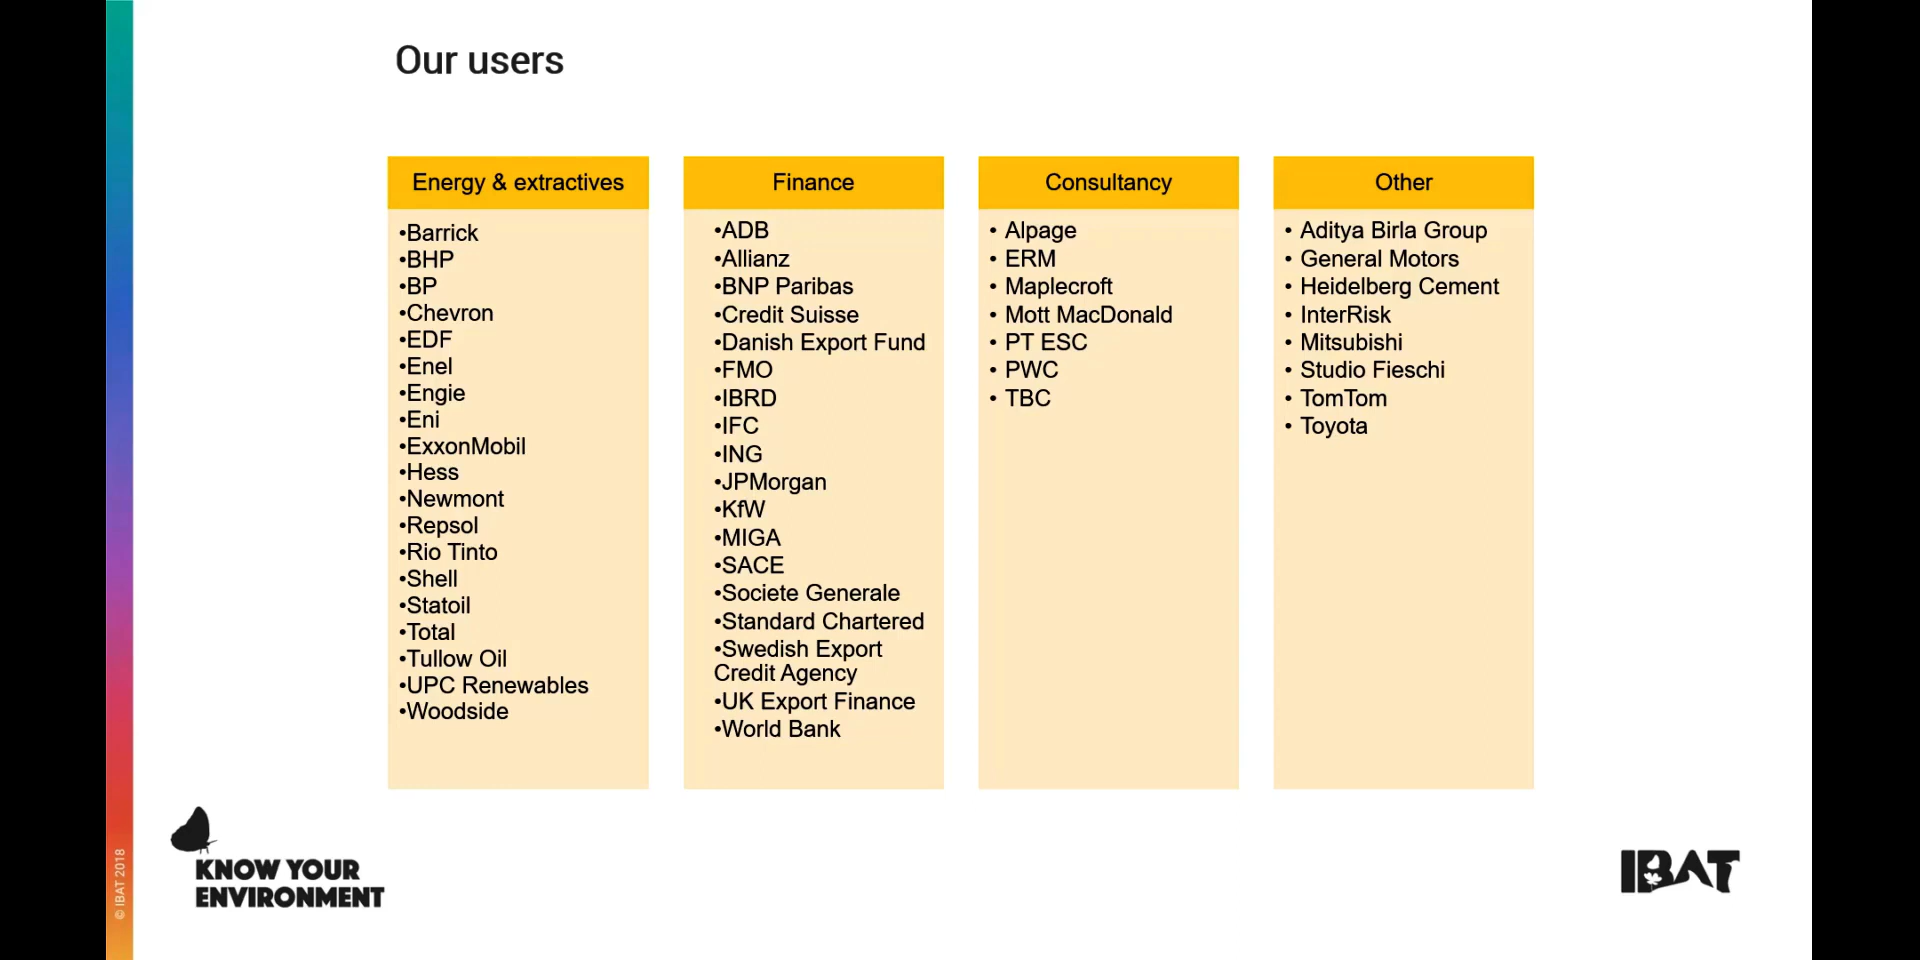 Our users
Energy & extractives
•Barrick
•BHP
•BP
•Chevron
•EDF
•Enel
•Engie
•Eni
•ExxonMobil
•Hess
•Newmont
•Repsol
•Rio Tinto
•Shell
•Statoil
•Total
•Tullow Oil
•UPC Renewables
•Woodside
Finance
•ADB
•Allianz
•BNP Paribas
•Credit Suisse
•Danish Export Fund
•FMO
•IBRD
•IFC
•ING
•JPMorgan
•KfW
•MIGA
•SACE
•Societe Generale
•Standard Chartered
•Swedish Export
Credit Agency
•UK Export Finance
•World Bank
Consultancy
• Alpage
• ERM
• Maplecroft
• Mott MacDonald
• PT ESC
• PWC
• TBC
Other
• Aditya Birla Group
• General Motors
• Heidelberg Cement
• InterRisk
• Mitsubishi
• Studio Fieschi
• TomTom
• Toyota
© IBAT 2018
KNOW YOUR
ENVIRONMENT
IBAT